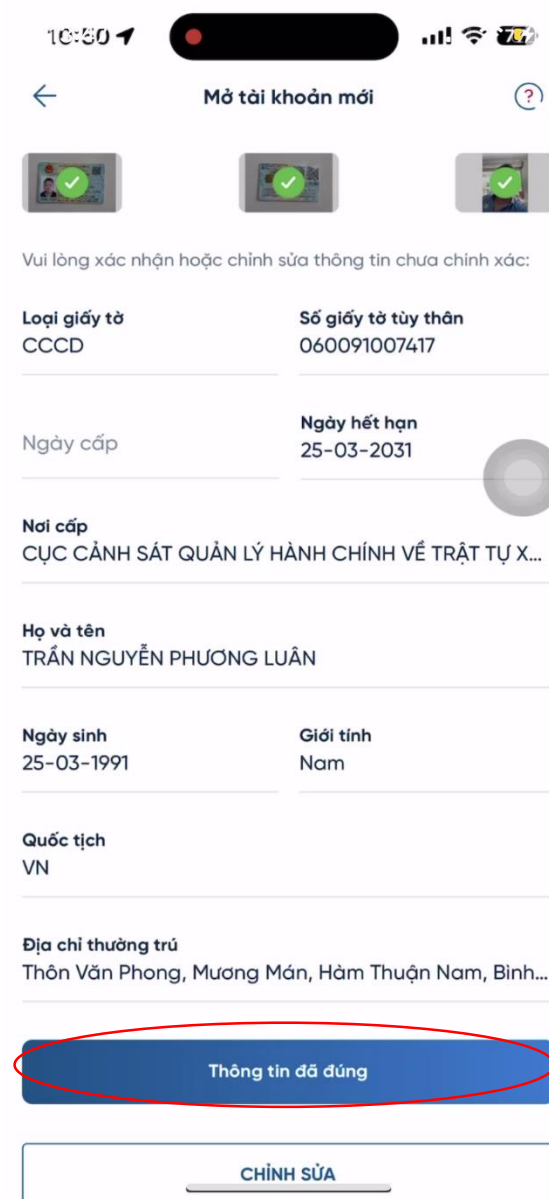 Mở tài khoản mới
?
Vui lòng xác nhận hoặc chỉnh sửa thông tin chưa chính xác:
Loại giấy tờ
CCCD
Số giấy tờ tùy thân
060091007417
Ngày cấp
Ngày hết hạn
25-03-2031
Nơi cấp
CỤC CẢNH SÁT QUẢN LÝ HÀNH CHÍNH VỀ TRẬT TỰ X...
Họ và tên
TRẦN NGUYỄN PHƯƠNG LUÂN
Ngày sinh
25-03-1991
Giới tính
Nam
Quốc tịch
VN
Địa chỉ thường trú
Thôn Văn Phong, Mương Mán, Hàm Thuận Nam, Bình...
Thông tin đã đúng
CHỈNH SỬA